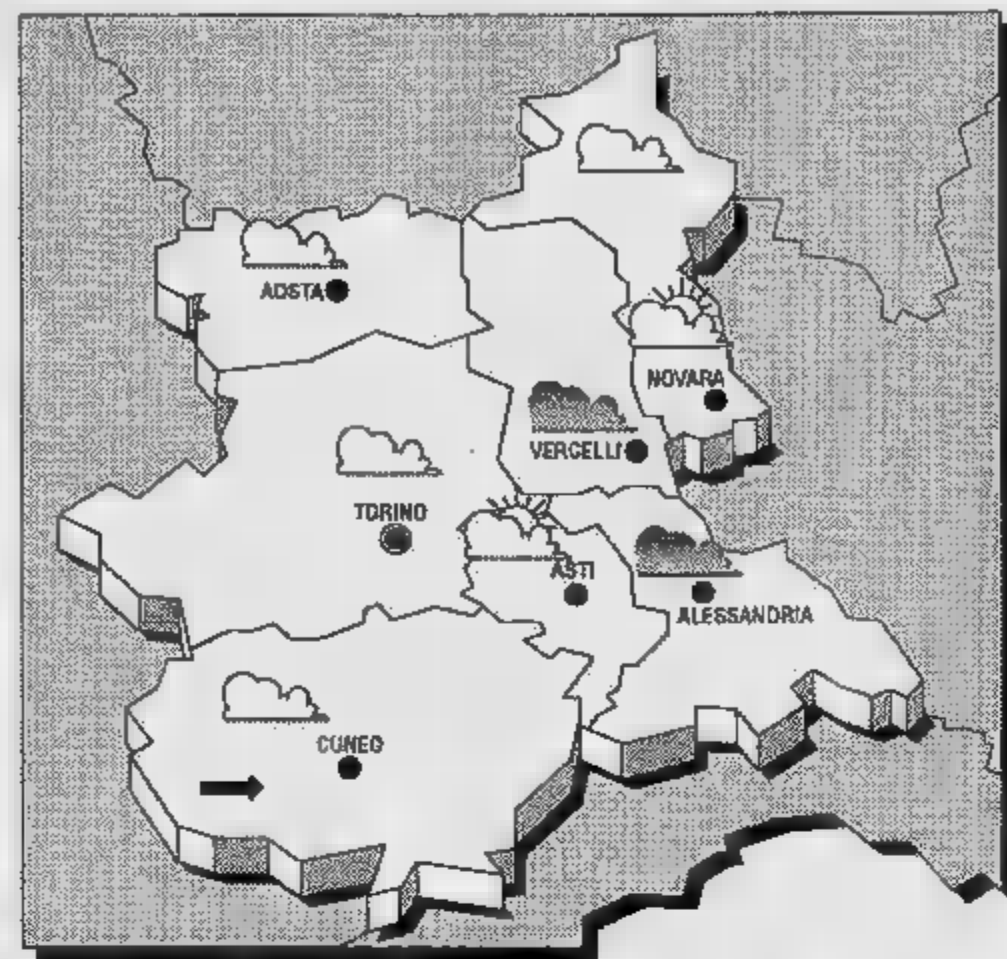 AOSTA
NOVARA
VERCELLI
TORINO
ASTI
ALESSANDRIA
CUNEO